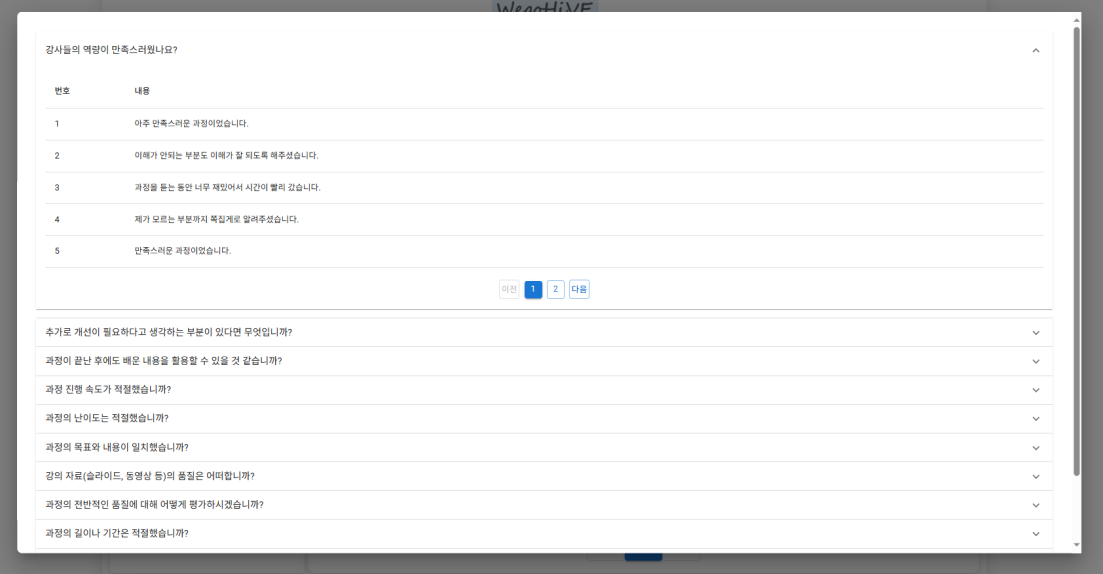 WegoHiVE
강사들의 역량이 만족스러웠나요?
번호 내용
1 아주 만족스러운 과정이었습니다.
2 이해가 안되는 부분도 이해가 잘 되도록 해주셨습니다.
3 과정을 듣는 동안 너무 재밌어서 시간이 빨리 갔습니다.
4 제가 모르는 부분까지 쪽집게로 알려주셨습니다.
5 만족스러운 과정이었습니다.
이전 1 2 다음
추가로 개선이 필요하다고 생각하는 부분이 있다면 무엇입니까?
과정이 끝난 후에도 배운 내용을 활용할 수 있을 것 같습니까?
과정 진행 속도가 적절했습니까?
과정의 난이도는 적절했습니까?
과정의 목표와 내용이 일치했습니까?
강의 자료(슬라이드, 동영상 등)의 품질은 어떠합니까?
과정의 전반적인 품질에 대해 어떻게 평가하시겠습니까?
과정의 길이나 기간은 적절했습니까?